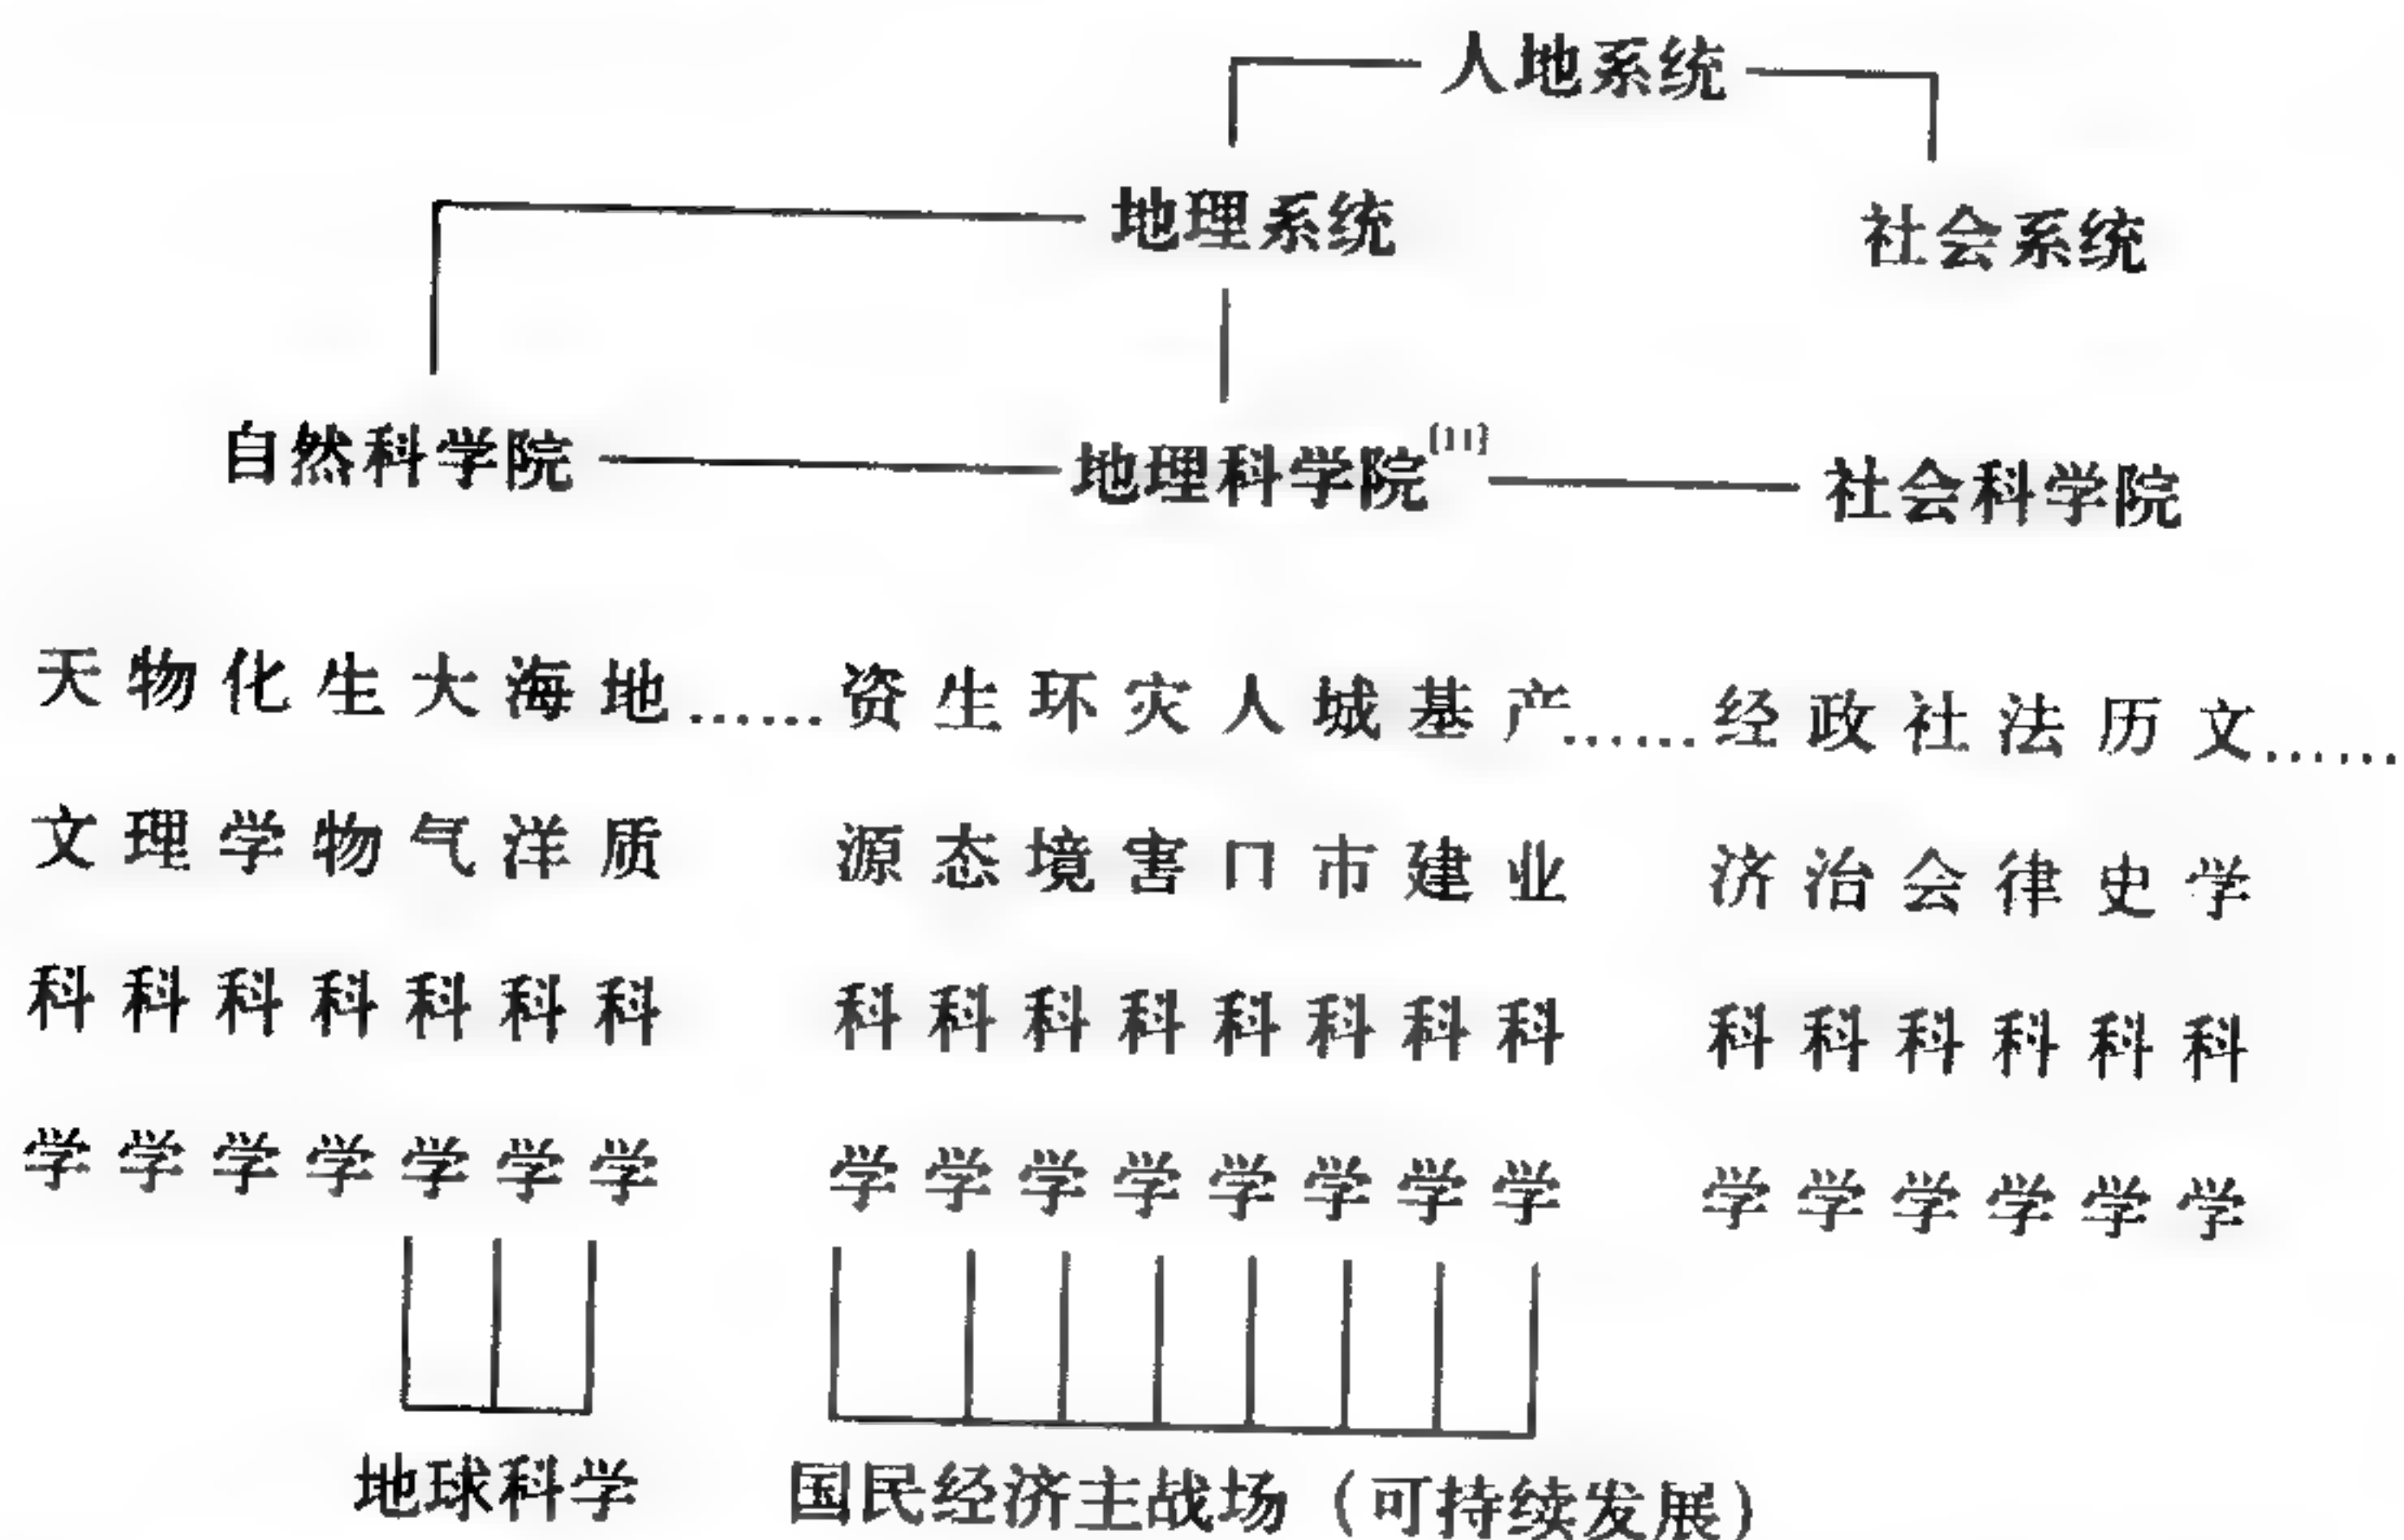 人地系统
地理系统 社会系统
自然科学院 地理科学院[11] 社会科学院
天文科学
物理科学
化学科学
生物科学
大气科学
海洋科学
地质科学
……
资源科学
生态科学
环境科学
灾害科学
人口科学
城市科学
基建科学
产业科学
……
经济科学
政治科学
社会科学
法律科学
历史科学
文学科学
……
地球科学 国民经济主战场（可持续发展）